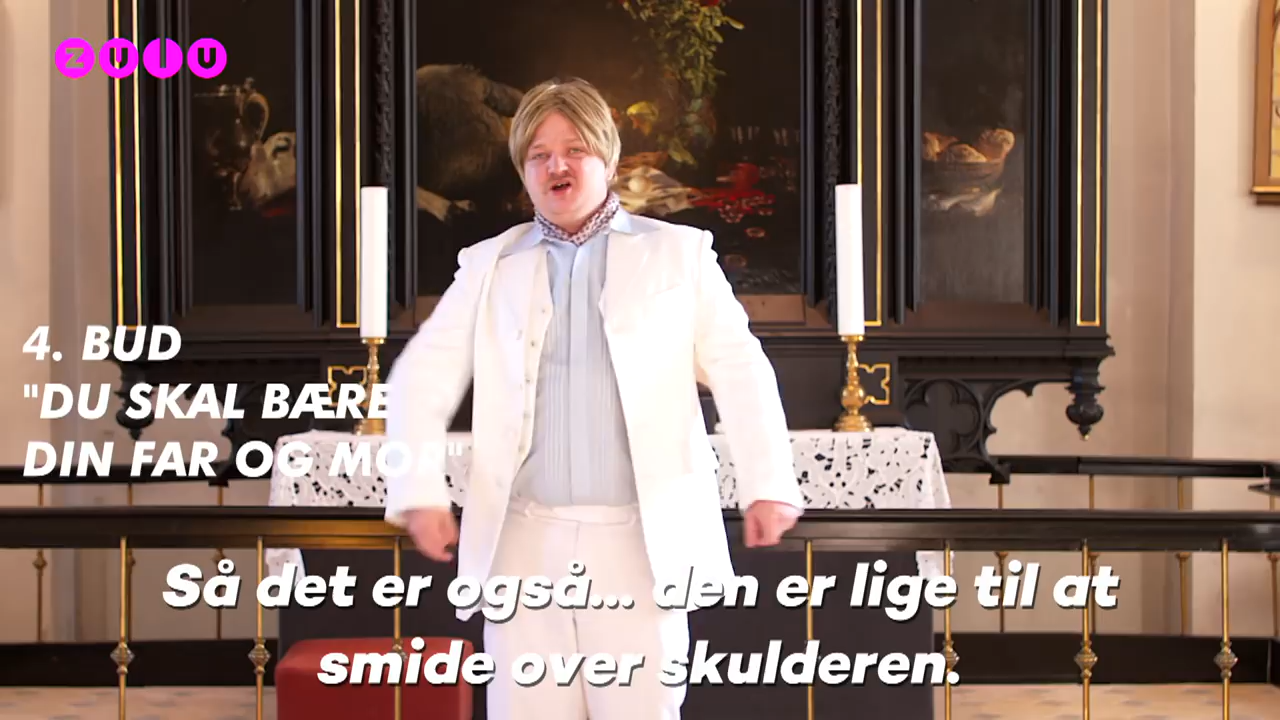 ZULU
4. BUD
"DU SKAL BÆRE
DIN FAR OG MOR"
Så det er også... den er lige til at
smide over skulderen.